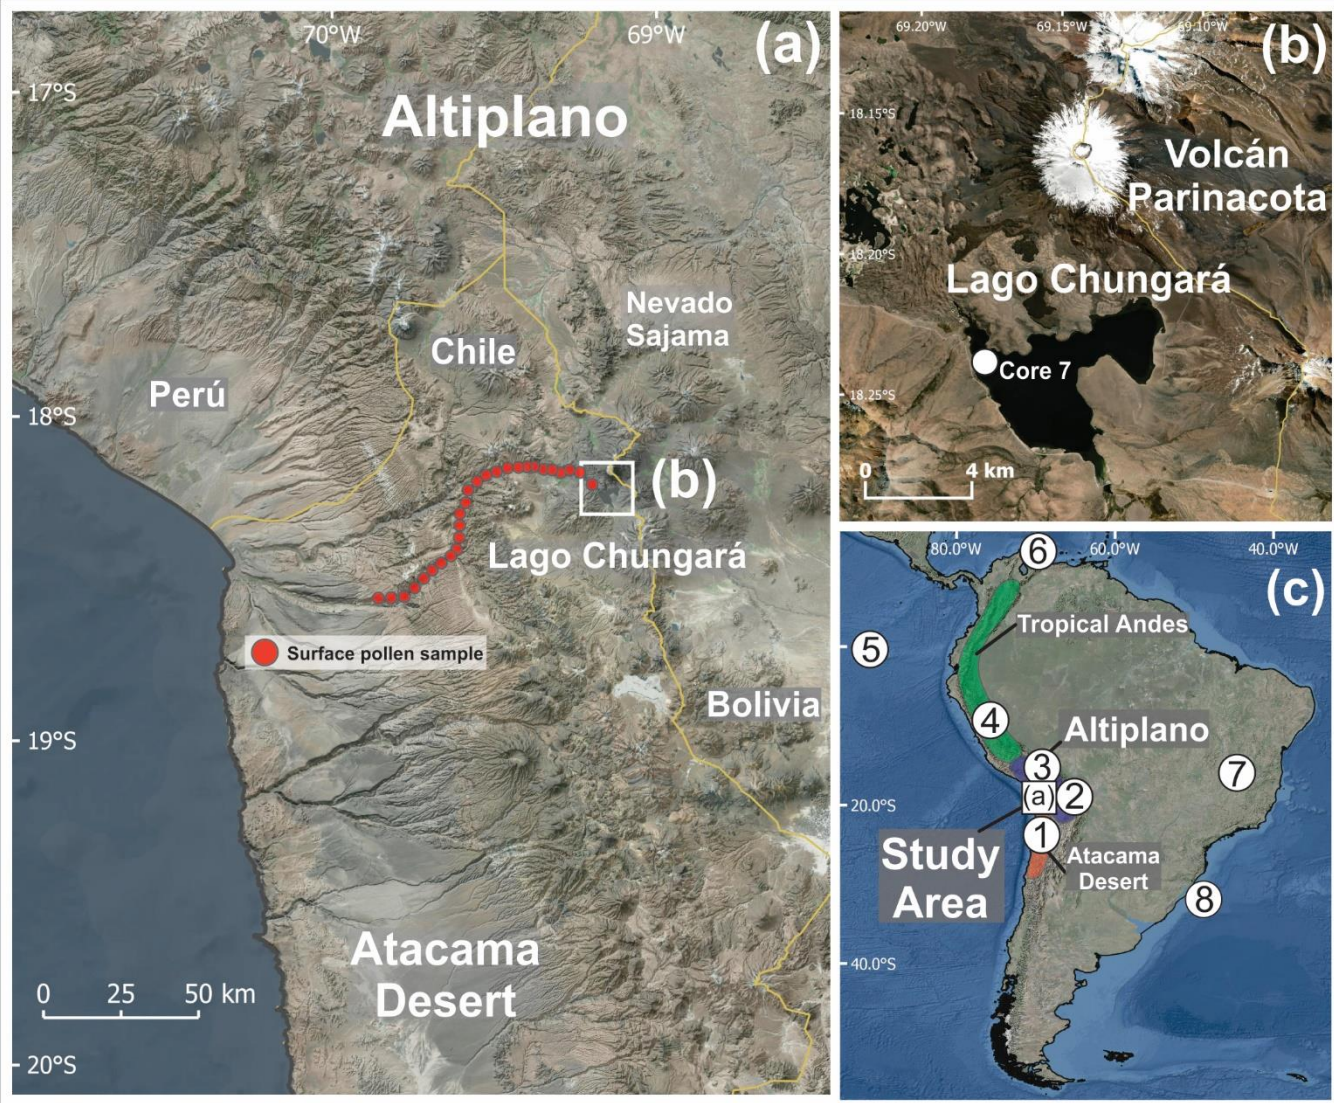 70°W
69°W
(a)
17°S
Altiplano
Nevado
Sajama
Chile
Perú
18°S
(b)
Lago Chungará
Surface pollen sample
Bolivia
19°S
Atacama
Desert
0 25 50 km
20°S
69.20°W
69.15°W
69.10°W
(b)
18.15°S
Volcán
Parinacota
18.20°S
Lago Chungará
Core 7
18.25°S
0 4 km
80.0°W
60.0°W
40.0°W
6
(c)
Tropical Andes
5
4
Altiplano
3
7
(a)
2
20.0°S
1
Study
Area
Atacama
Desert
8
40.0°S